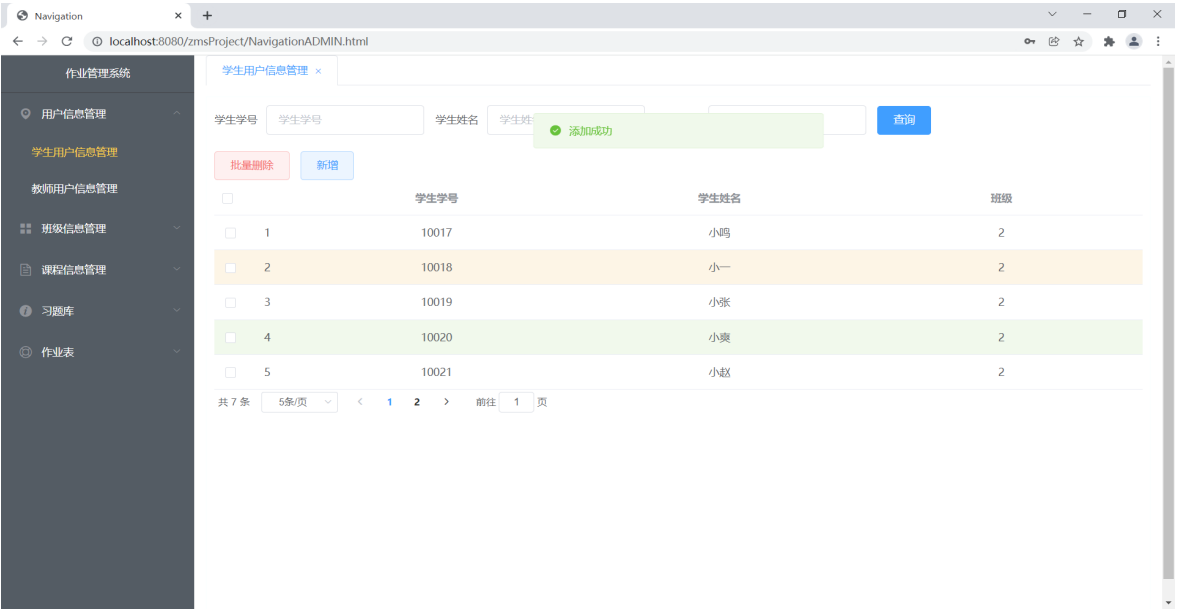 Navigation
localhost:8080/zmsProject/NavigationADMIN.html
作业管理系统
用户信息管理
学生用户信息管理
教师用户信息管理
班级信息管理
课程信息管理
习题库
作业表
学生用户信息管理
学生学号 学生学号 学生姓名 学生姓 查询
添加成功
批量删除 新增
学生学号 学生姓名 班级
1 10017 小鸣 2
2 10018 小一 2
3 10019 小张 2
4 10020 小爽 2
5 10021 小赵 2
共 7 条 5条/页 1 2 前往 1 页